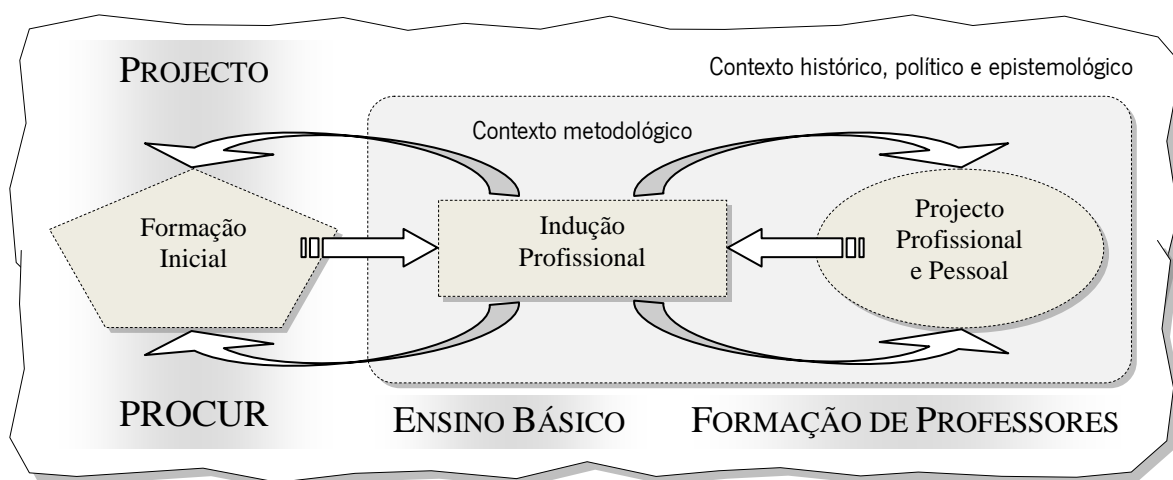 PROJECTO
Contexto histórico, político e epistemológico
Contexto metodológico
Formação
Inicial
Indução
Profissional
Projecto
Profissional
e Pessoal
PROCUR
ENSINO BÁSICO
FORMAÇÃO DE PROFESSORES